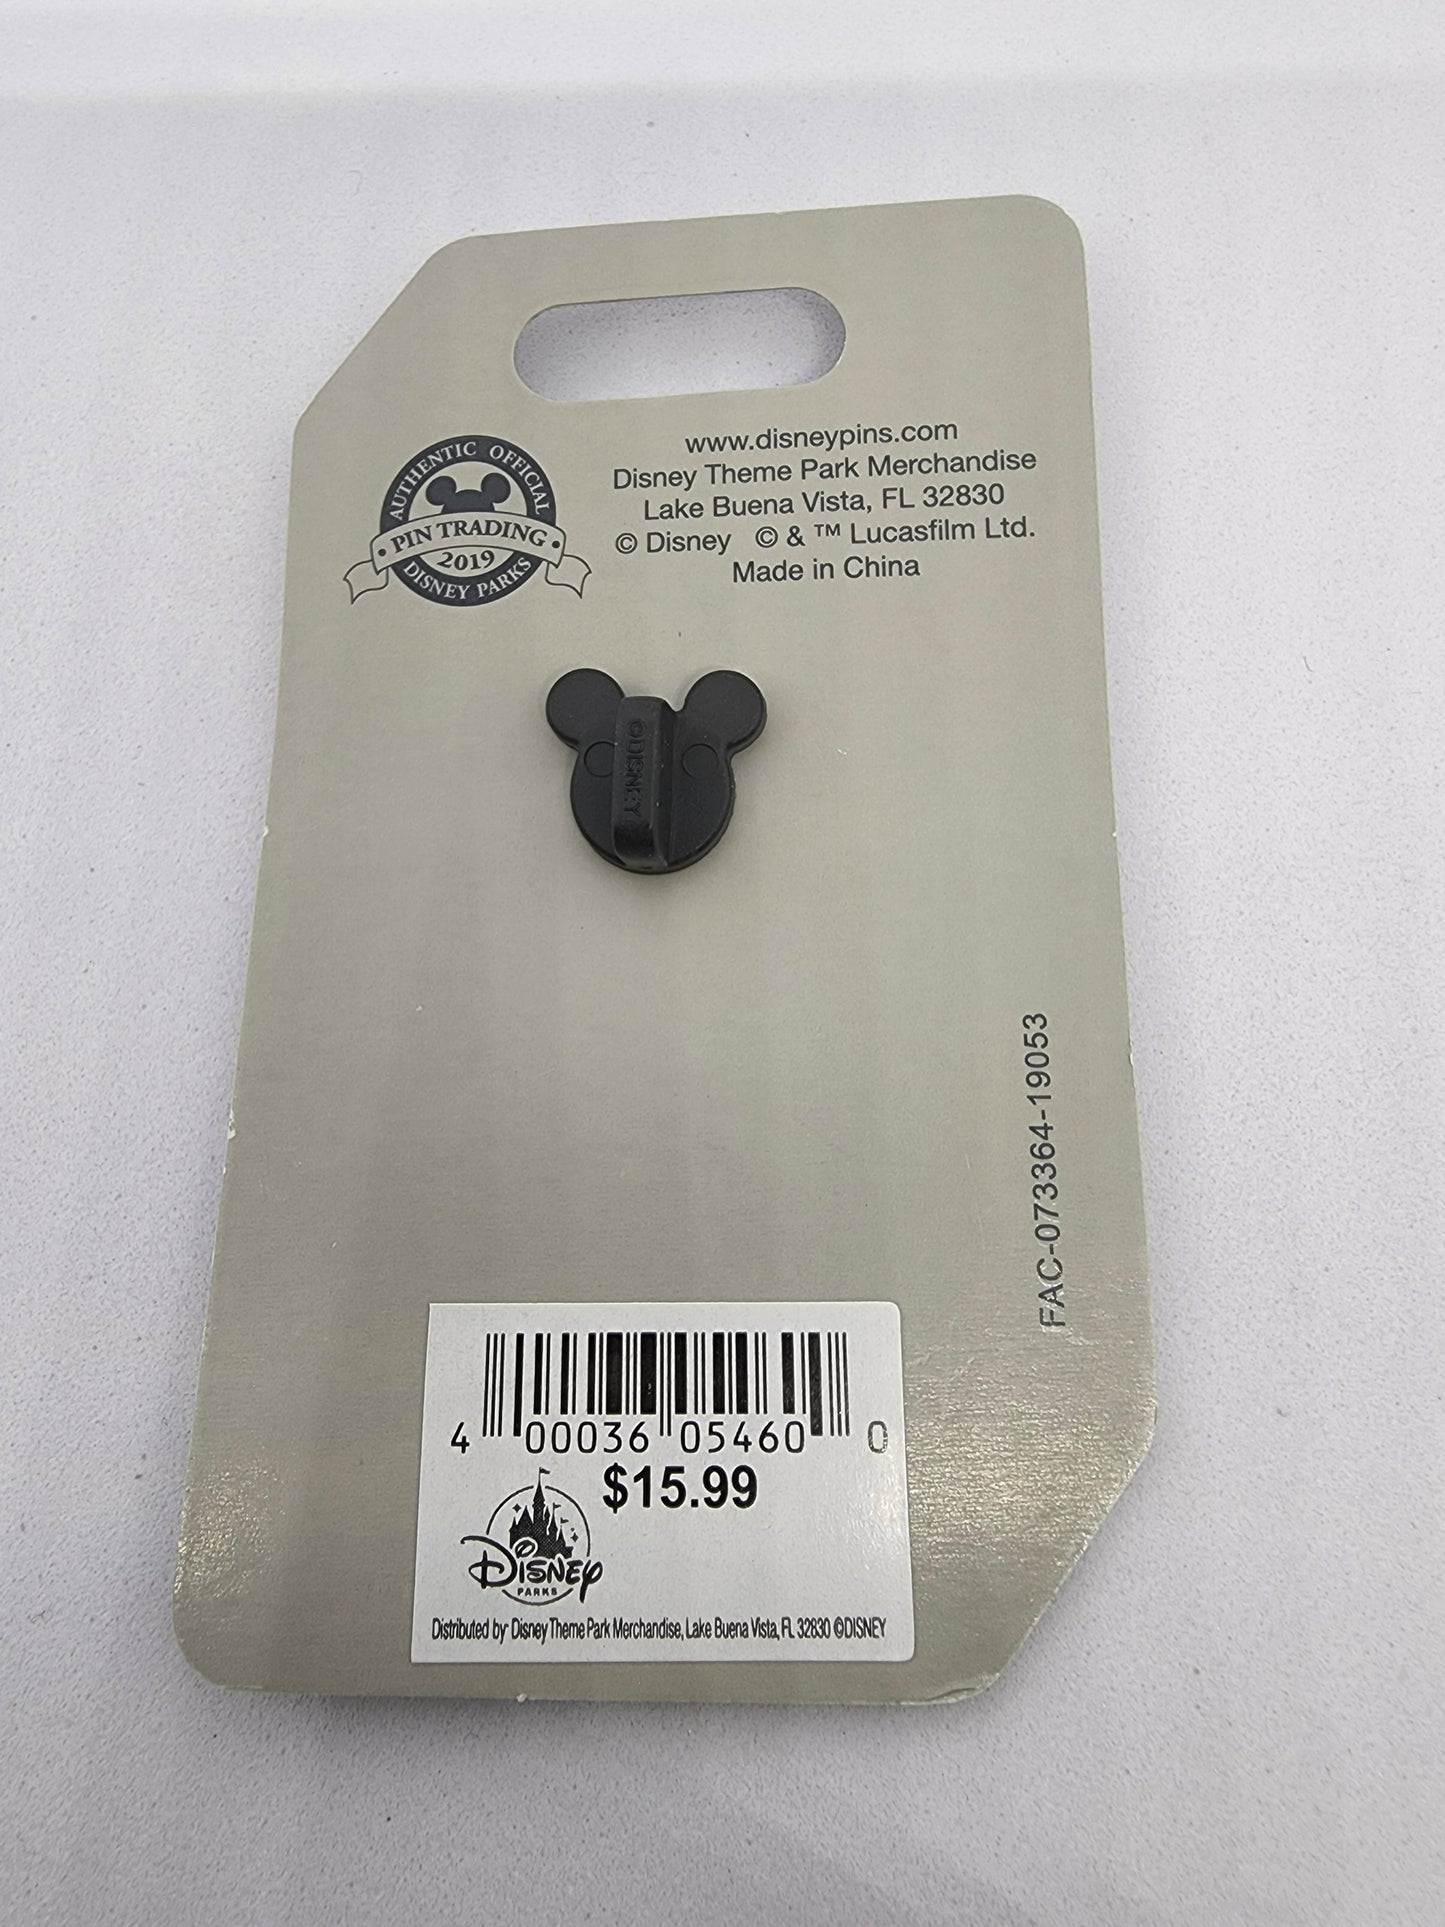 www.disneypins.com
Disney Theme Park Merchandise
Lake Buena Vista, FL 32830
© Disney © & ™ Lucasfilm Ltd.
Made in China
AUTHENTIC OFFICIAL
PIN TRADING
2019
DISNEY PARKS
©DISNEY
FAC-073364-19053
4 00036 05460 0
$15.99
Disney
PARKS
Distributed by Disney Theme Park Merchandise, Lake Buena Vista, FL 32830 ©DISNEY